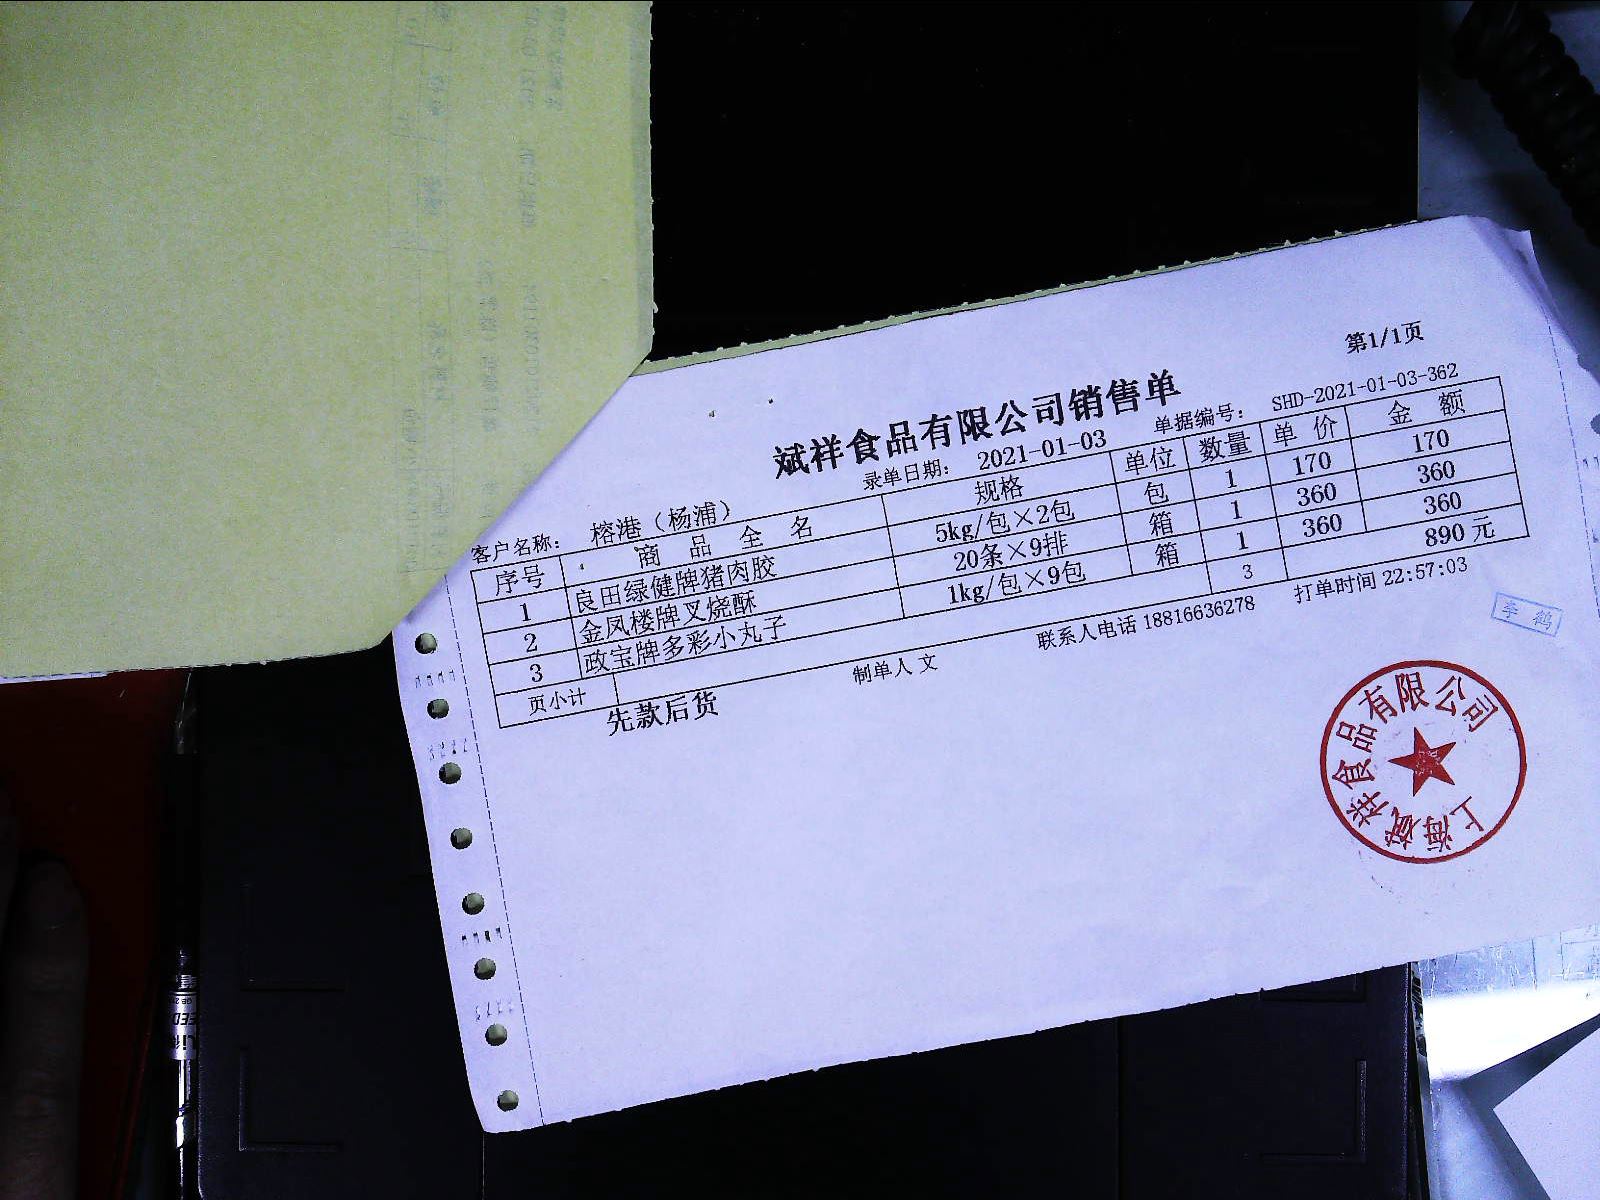 第1/1页
斌祥食品有限公司销售单
客户名称： 榕港（杨浦） 录单日期： 2021-01-03 单据编号： SHD-2021-01-03-362
序号 商品全名 规格 单位 数量 单价 金额
1 良田绿健牌猪肉胶 5kg/包×2包 包 1 170 170
2 金凤楼牌叉烧酥 20条×9排 箱 1 360 360
3 政宝牌多彩小丸子 1kg/包×9包 箱 1 360 360
页小计 3 890 元
先款后货 制单人 文 联系人电话 18816636278 打单时间 22:57:03
李鹤
上海斌祥食品有限公司